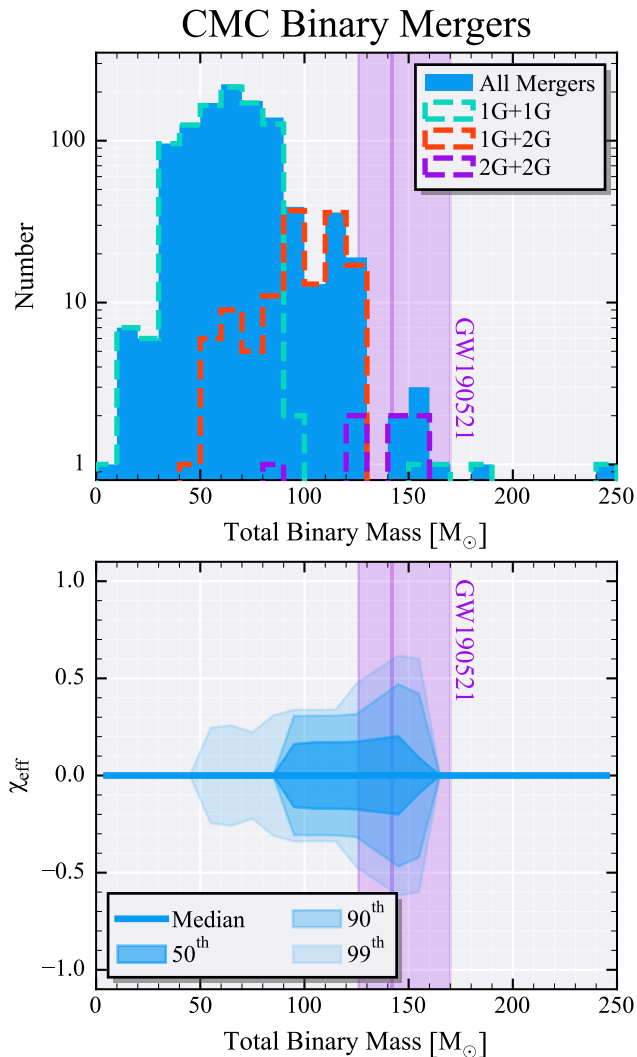 CMC Binary Mergers
All Mergers
1G+1G
1G+2G
2G+2G
100
10
1
Number
GW190521
0 50 100 150 200 250
Total Binary Mass [M⊙]
1.0
0.5
0.0
−0.5
−1.0
χeff
GW190521
Median
50th
90th
99th
0 50 100 150 200 250
Total Binary Mass [M⊙]